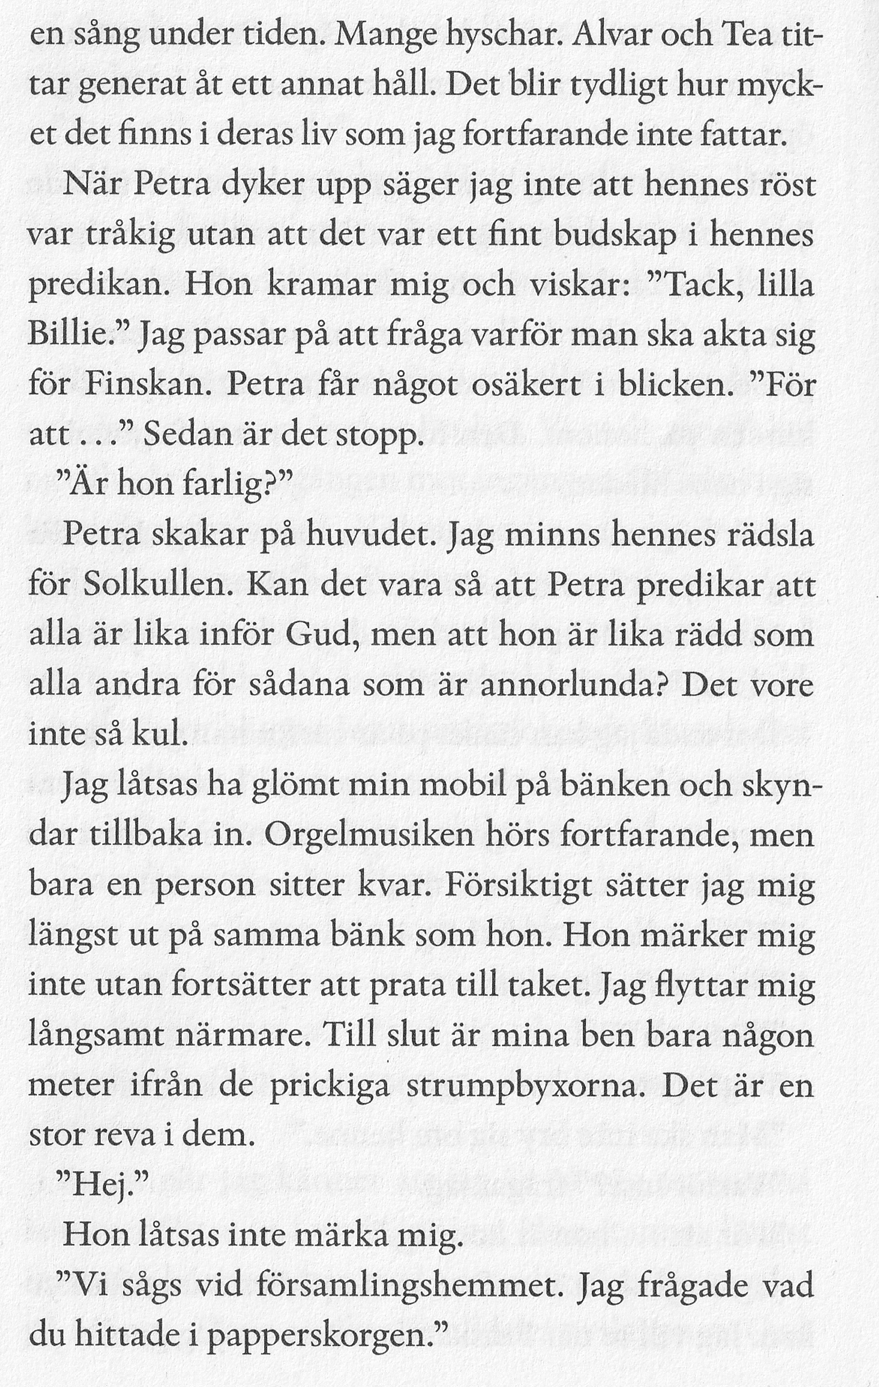 en sång under tiden. Mange hyschar. Alvar och Tea tit-
tar generat åt ett annat håll. Det blir tydligt hur myck-
et det finns i deras liv som jag fortfarande inte fattar.
När Petra dyker upp säger jag inte att hennes röst
var tråkig utan att det var ett fint budskap i hennes
predikan. Hon kramar mig och viskar: ”Tack, lilla
Billie.” Jag passar på att fråga varför man ska akta sig
för Finskan. Petra får något osäkert i blicken. ”För
att . . .” Sedan är det stopp.
”Är hon farlig?”
Petra skakar på huvudet. Jag minns hennes rädsla
för Solkullen. Kan det vara så att Petra predikar att
alla är lika inför Gud, men att hon är lika rädd som
alla andra för sådana som är annorlunda? Det vore
inte så kul.
Jag låtsas ha glömt min mobil på bänken och skyn-
dar tillbaka in. Orgelmusiken hörs fortfarande, men
bara en person sitter kvar. Försiktigt sätter jag mig
längst ut på samma bänk som hon. Hon märker mig
inte utan fortsätter att prata till taket. Jag flyttar mig
långsamt närmare. Till slut är mina ben bara någon
meter ifrån de prickiga strumpbyxorna. Det är en
stor reva i dem.
”Hej.”
Hon låtsas inte märka mig.
”Vi sågs vid församlingshemmet. Jag frågade vad
du hittade i papperskorgen.”